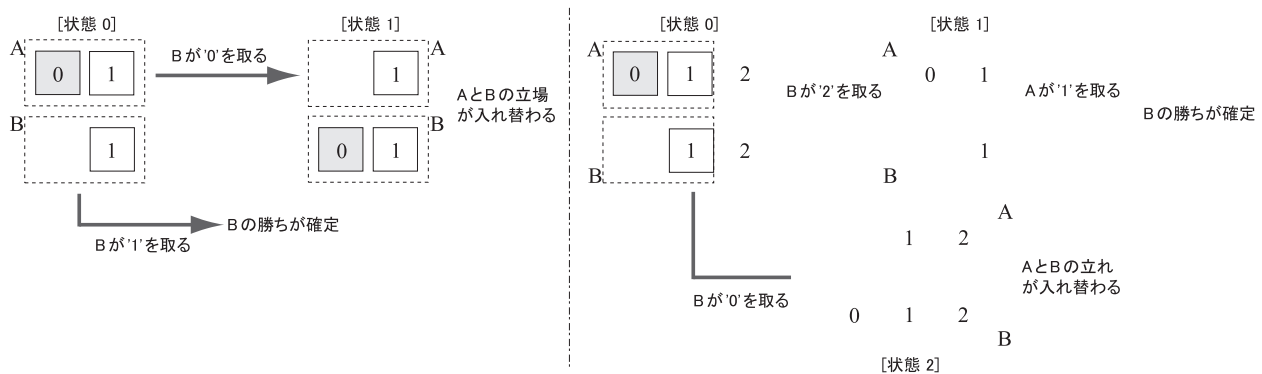 [状態 0]
A
0 1
Bが'0'を取る
B
1
Bが'1'を取る
Bの勝ちが確定
[状態 1]
A
1
B
0 1
AとBの立場
が入れ替わる
[状態 0]
A
0 1 2
Bが'2'を取る
B
1 2
Bが'0'を取る
[状態 1]
A
0 1
Aが'1'を取る
Bの勝ちが確定
1
B
A
1 2
AとBの立れ
が入れ替わる
0 1 2
B
[状態 2]